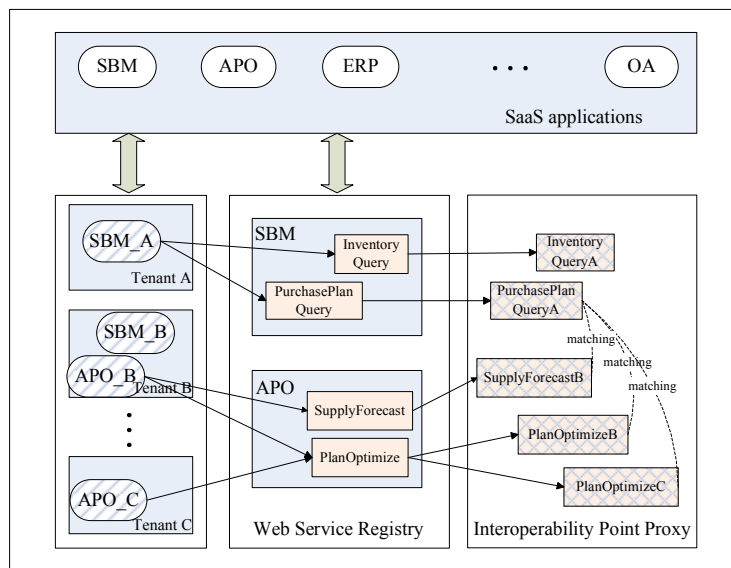 SBM
APO
ERP
...
OA
SaaS applications
SBM_A
Tenant A
SBM_B
APO_B
Tenant B
APO_C
Tenant C
SBM
Inventory
Query
PurchasePlan
Query
APO
SupplyForecast
PlanOptimize
Web Service Registry
Inventory
QueryA
PurchasePlan
QueryA
matching
matching
matching
SupplyForecastB
PlanOptimizeB
PlanOptimizeC
Interoperability Point Proxy